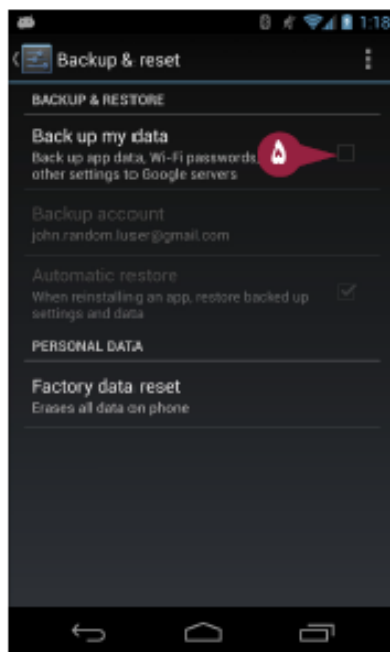 1:18
Backup & reset
BACKUP & RESTORE
Back up my data
Back up app data, Wi-Fi passwords,
other settings to Google servers
۵
Backup account
john.random.luser@gmail.com
Automatic restore
When reinstalling an app, restore backed up
settings and data
PERSONAL DATA
Factory data reset
Erases all data on phone